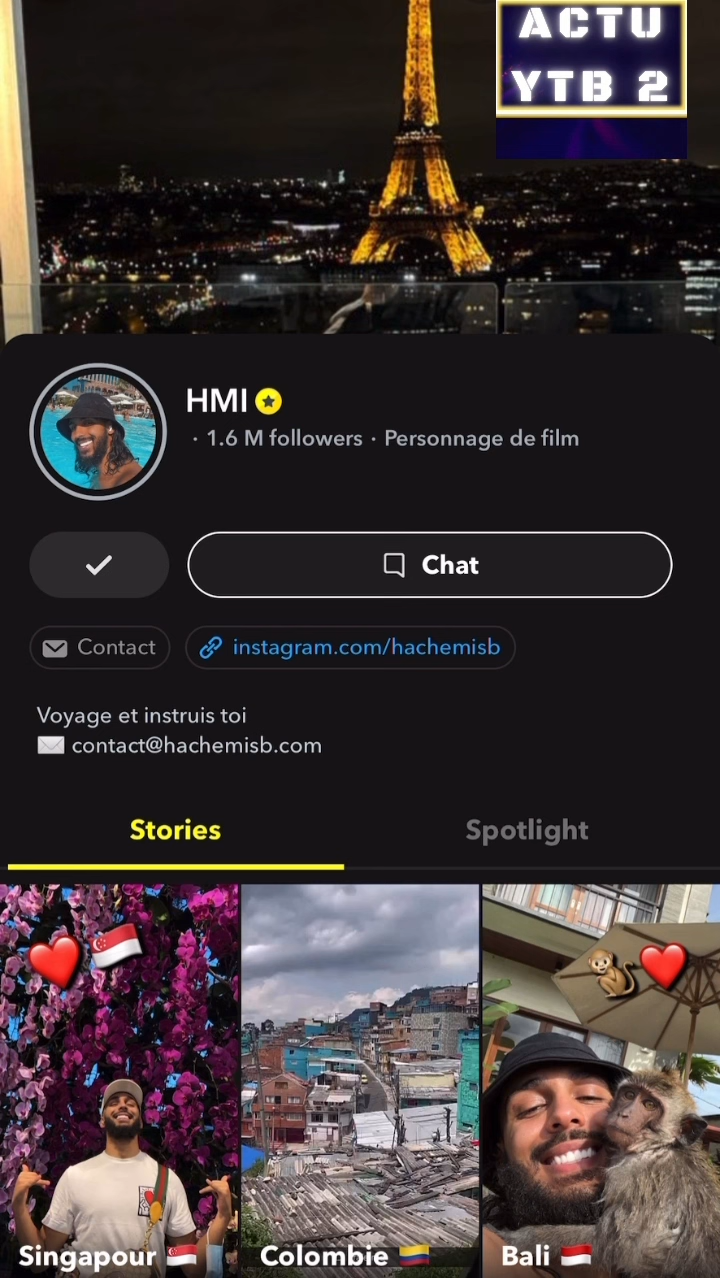 ACTU
YTB 2
HMI
· 1.6 M followers · Personnage de film
Chat
Contact
instagram.com/hachemisb
Voyage et instruis toi
✉️ contact@hachemisb.com
Stories
Spotlight
Singapour 🇸🇬
Colombie 🇨🇴
Bali 🇮🇩